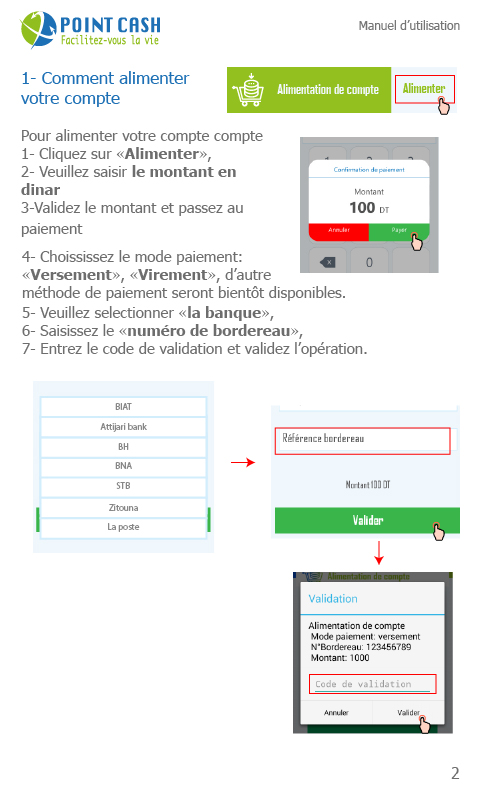 POINT CASH
Facilitez-vous la vie
Manuel d'utilisation
1- Comment alimenter
votre compte
Alimentation de compte
Alimenter
Pour alimenter votre compte compte
1- Cliquez sur «Alimenter»,
2- Veuillez saisir le montant en
dinar
3-Validez le montant et passez au
paiement
Confirmation de paiement
Montant
100 DT
Annuler
Payer
0
4- Choississez le mode paiement:
«Versement», «Virement», d'autre
méthode de paiement seront bientôt disponibles.
5- Veuillez selectionner «la banque»,
6- Saisissez le «numéro de bordereau»,
7- Entrez le code de validation et validez l'opération.
BIAT
Attijari bank
BH
BNA
STB
Zitouna
La poste
Référence bordereau
Montant 100 DT
Valider
Alimentation de compte
Validation
Alimentation de compte
Mode paiement: versement
N°Bordereau: 123456789
Montant: 1000
Code de validation
Annuler
Valider
2